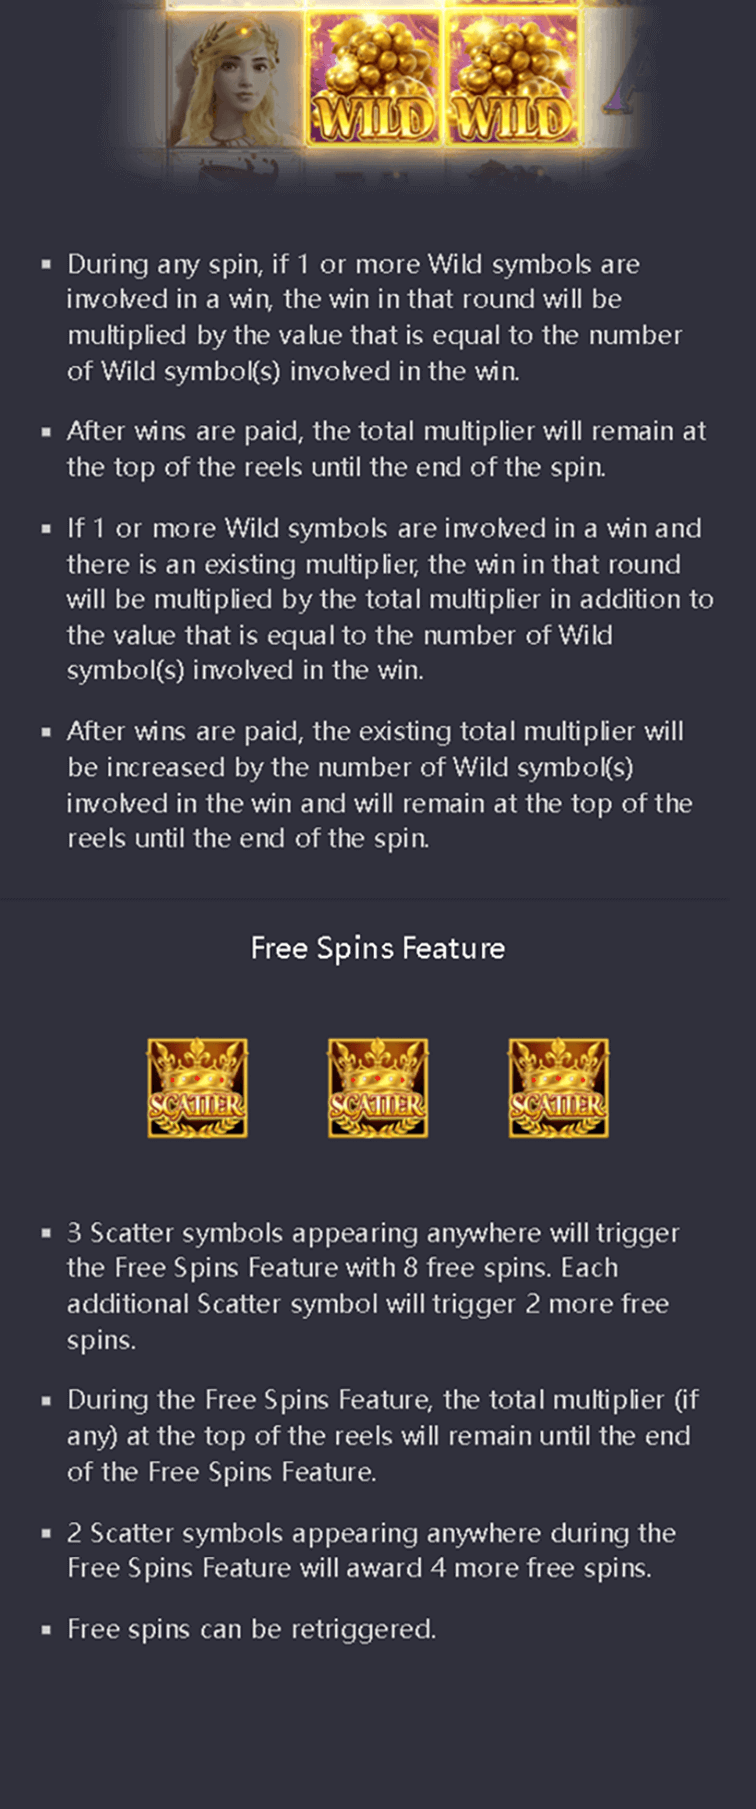 WILD WILD
▪ During any spin, if 1 or more Wild symbols are
involved in a win, the win in that round will be
multiplied by the value that is equal to the number
of Wild symbol(s) involved in the win.
▪ After wins are paid, the total multiplier will remain at
the top of the reels until the end of the spin.
▪ If 1 or more Wild symbols are involved in a win and
there is an existing multiplier, the win in that round
will be multiplied by the total multiplier in addition to
the value that is equal to the number of Wild
symbol(s) involved in the win.
▪ After wins are paid, the existing total multiplier will
be increased by the number of Wild symbol(s)
involved in the win and will remain at the top of the
reels until the end of the spin.
Free Spins Feature
SCATTER SCATTER SCATTER
▪ 3 Scatter symbols appearing anywhere will trigger
the Free Spins Feature with 8 free spins. Each
additional Scatter symbol will trigger 2 more free
spins.
▪ During the Free Spins Feature, the total multiplier (if
any) at the top of the reels will remain until the end
of the Free Spins Feature.
▪ 2 Scatter symbols appearing anywhere during the
Free Spins Feature will award 4 more free spins.
▪ Free spins can be retriggered.